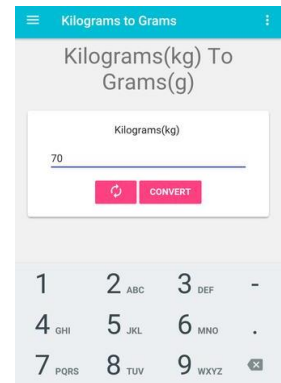 Kilograms to Grams
Kilograms(kg) To
Grams(g)
Kilograms(kg)
70
CONVERT
1 2 ABC 3 DEF -
4 GHI 5 JKL 6 MNO .
7 PQRS 8 TUV 9 WXYZ